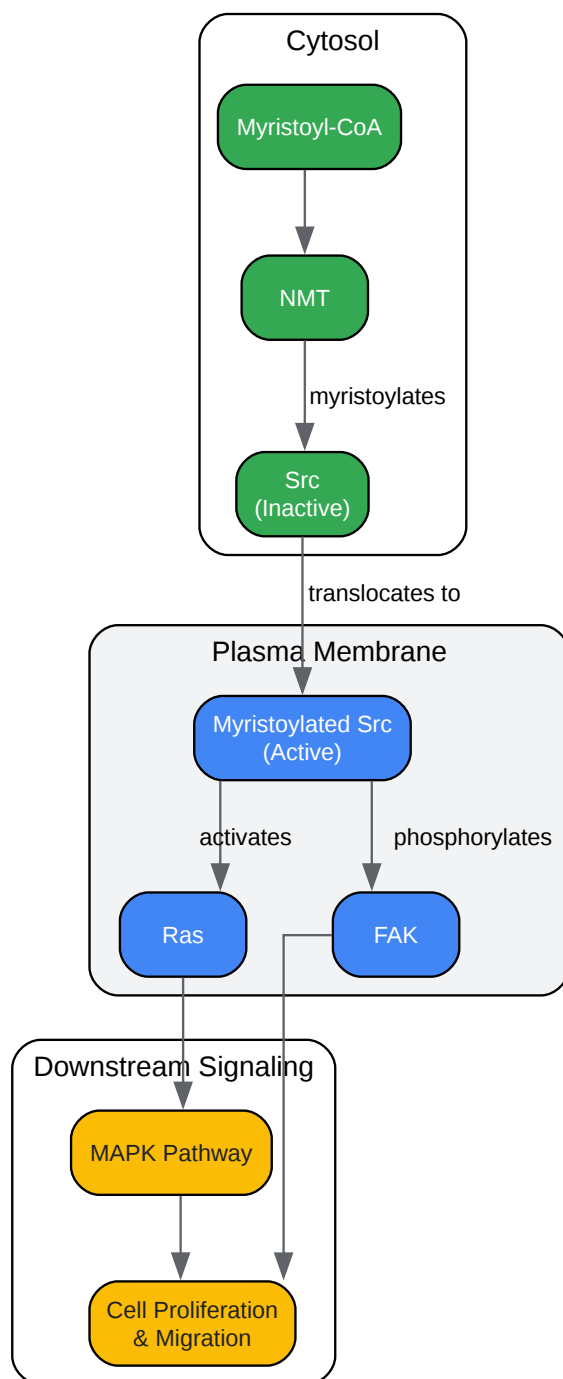 Cytosol
Myristoyl-CoA
NMT
myristoylates
Src
(Inactive)
translocates to
Plasma Membrane
Myristoylated Src
(Active)
activates
phosphorylates
Ras
FAK
Downstream Signaling
MAPK Pathway
Cell Proliferation
& Migration